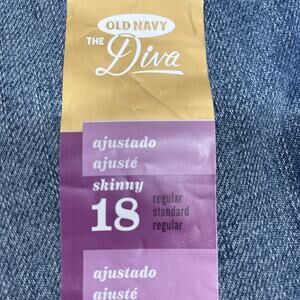 OLD NAVY
THE Diva
ajustado
ajusté
skinny
18
regular
standard
regular
ajustado
ajusté